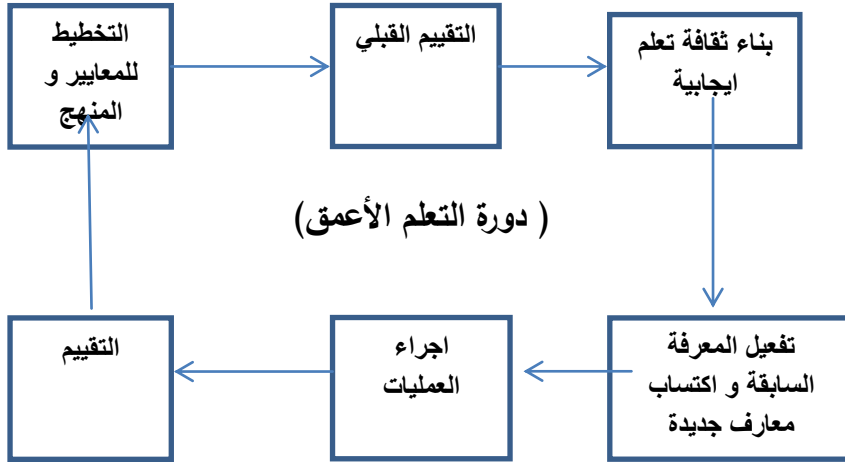 التخطيط
للمعايير و
المنهج
التقييم القبلي
بناء ثقافة تعلم
ايجابية
( دورة التعلم الأعمق)
تفعيل المعرفة
السابقة و اكتساب
معارف جديدة
اجراء
العمليات
التقييم